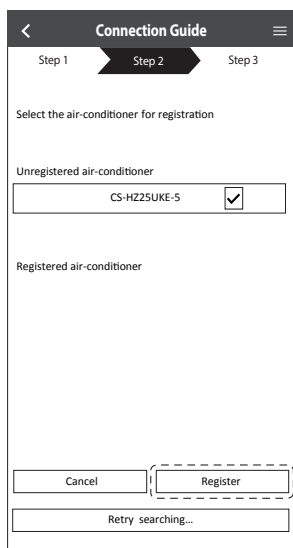 Connection Guide
Step 1 Step 2 Step 3
Select the air-conditioner for registration
Unregistered air-conditioner
CS-HZ25UKE-5
Registered air-conditioner
Cancel Register
Retry searching...